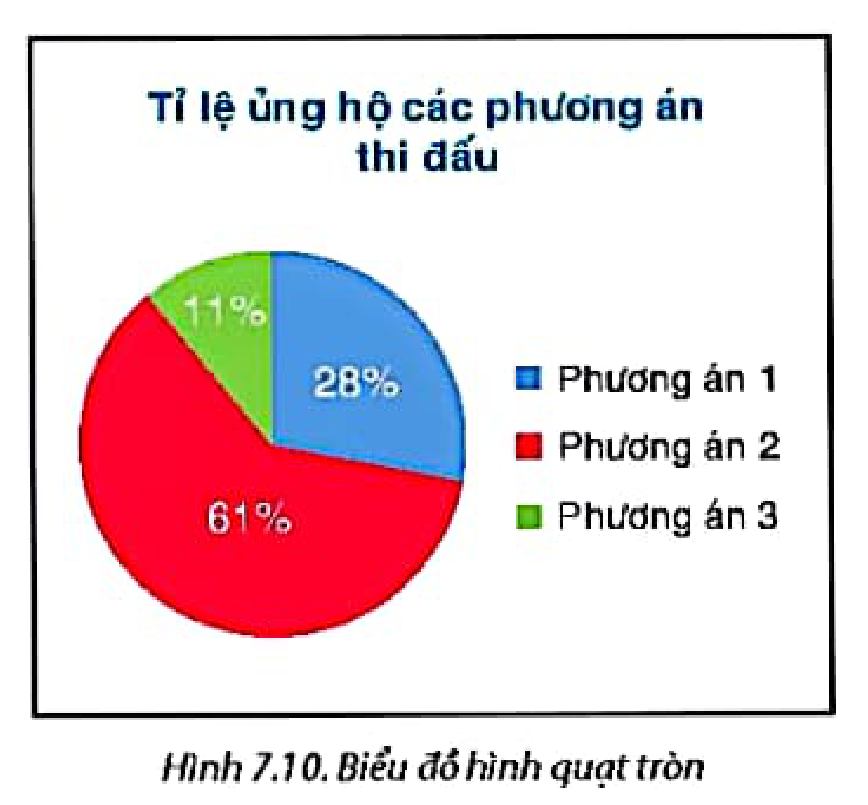 Tỉ lệ ủng hộ các phương án
thi đấu
11%
28%
61%
Phương án 1
Phương án 2
Phương án 3
Hình 7.10. Biểu đồ hình quạt tròn